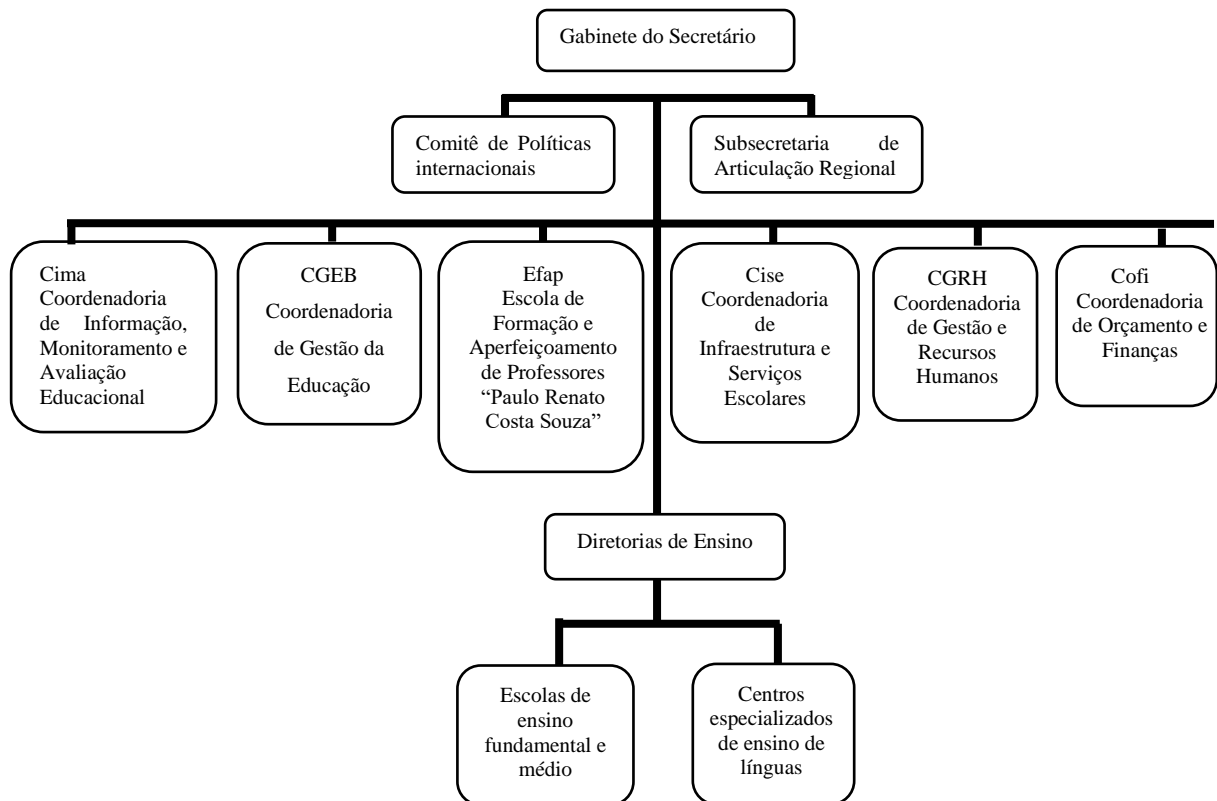 Gabinete do Secretário
Comitê de Políticas
internacionais
Subsecretaria de
Articulação Regional
Cima
Coordenadoria
de Informação,
Monitoramento e
Avaliação
Educacional
CGEB
Coordenadoria
de Gestão da
Educação
Efap
Escola de
Formação e
Aperfeiçoamento
de Professores
“Paulo Renato
Costa Souza”
Cise
Coordenadoria
de
Infraestrutura e
Serviços
Escolares
CGRH
Coordenadoria
de Gestão e
Recursos
Humanos
Cofi
Coordenadoria
de Orçamento e
Finanças
Diretorias de Ensino
Escolas de
ensino
fundamental e
médio
Centros
especializados
de ensino de
línguas